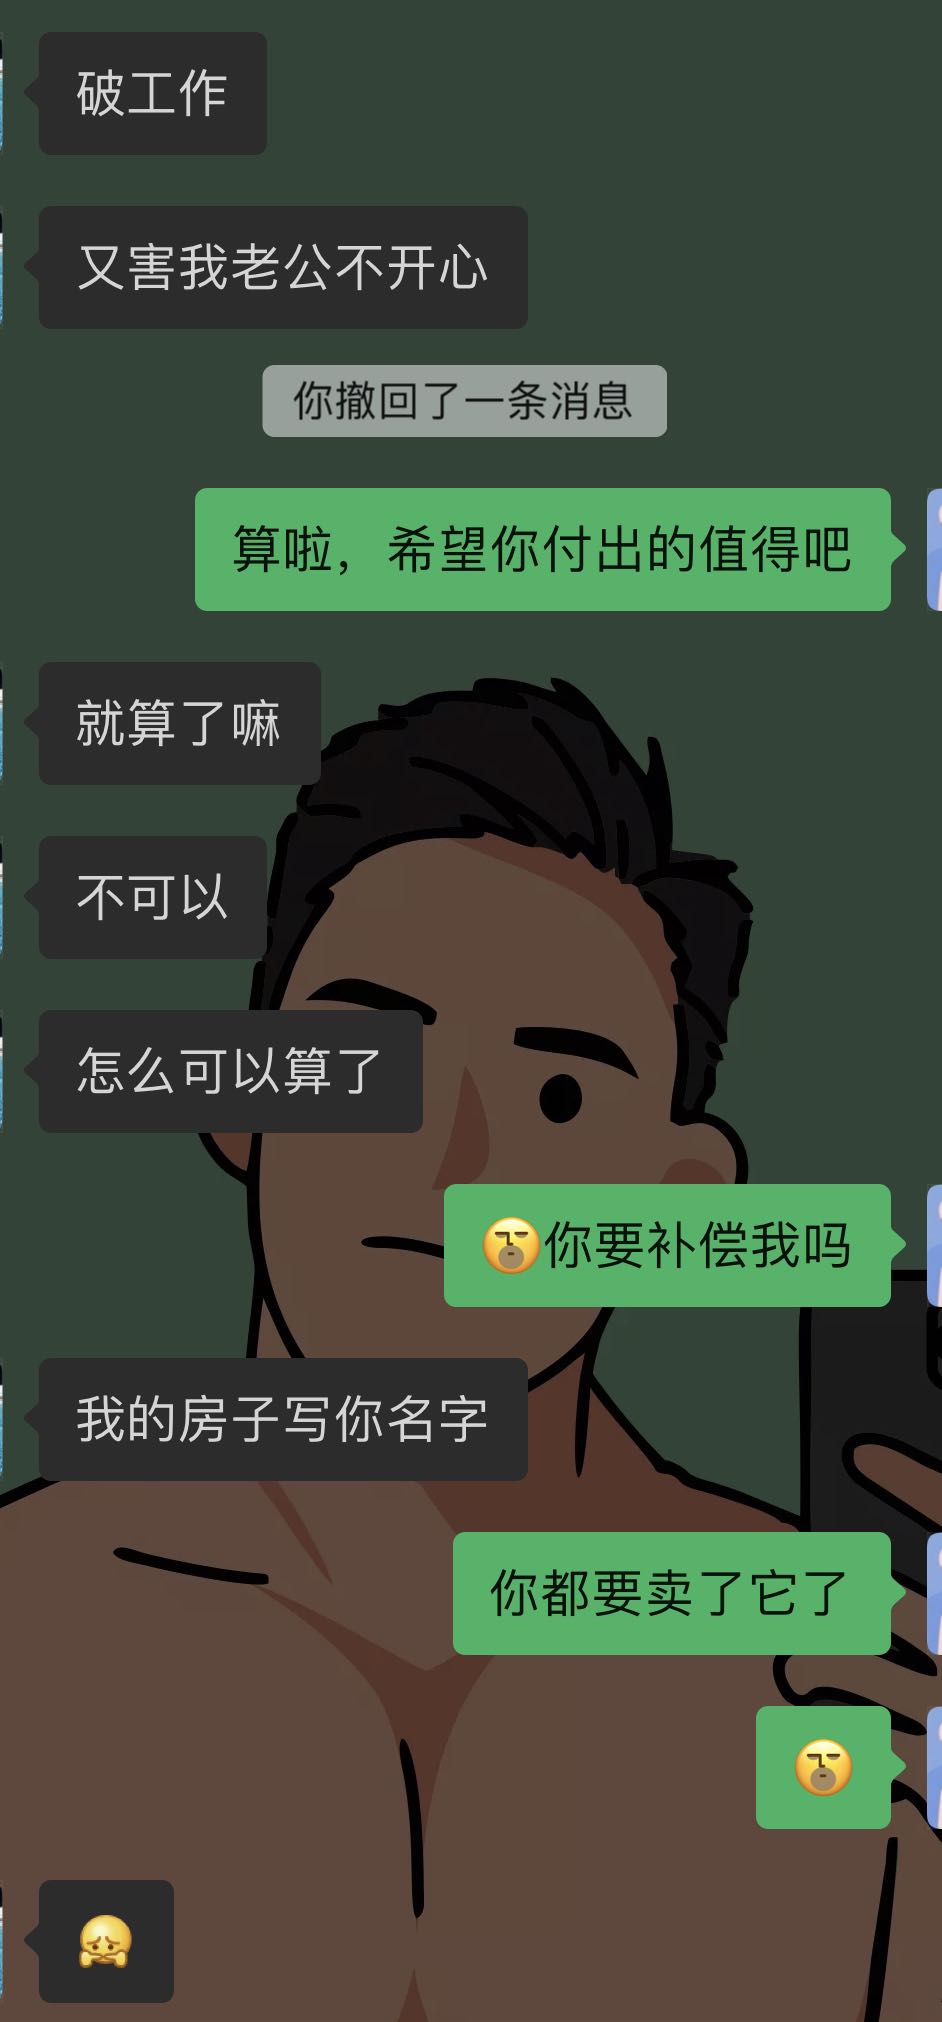 破工作
又害我老公不开心
你撤回了一条消息
算啦，希望你付出的值得吧
就算了嘛
不可以
怎么可以算了
你要补偿我吗
我的房子写你名字
你都要卖了它了